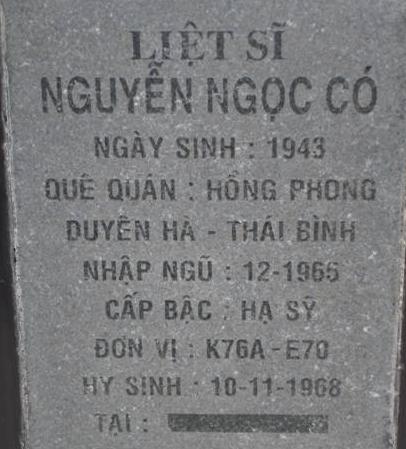 LIỆT SĨ
NGUYỄN NGỌC CÓ
NGÀY SINH : 1943
QUÊ QUÁN : HỒNG PHONG
DUYÊN HÀ - THÁI BÌNH
NHẬP NGŨ : 12-1965
CẤP BẬC : HẠ SỸ
ĐƠN VỊ : K76A-E70
HY SINH : 10-11-1968
TẠI :